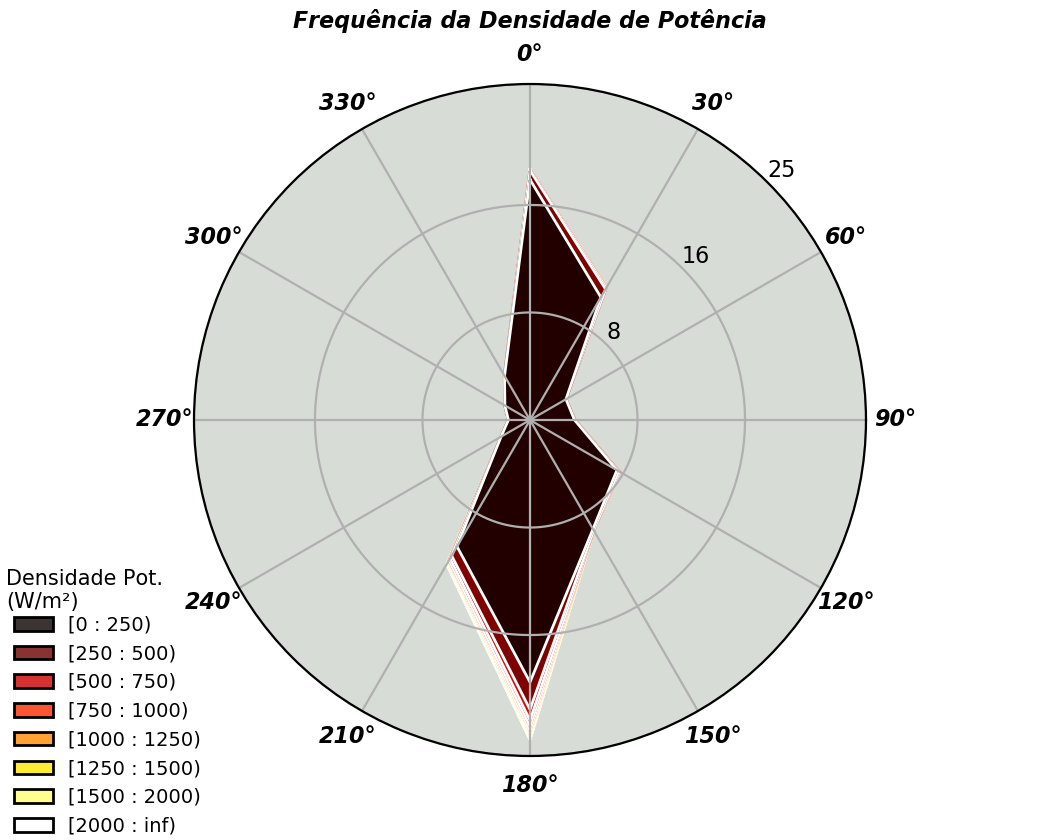 Frequência da Densidade de Potência
0°
330°
30°
25
300°
60°
16
8
270°
90°
240°
120°
210°
150°
180°
Densidade Pot.
(W/m²)
[0 : 250)
[250 : 500)
[500 : 750)
[750 : 1000)
[1000 : 1250)
[1250 : 1500)
[1500 : 2000)
[2000 : inf)